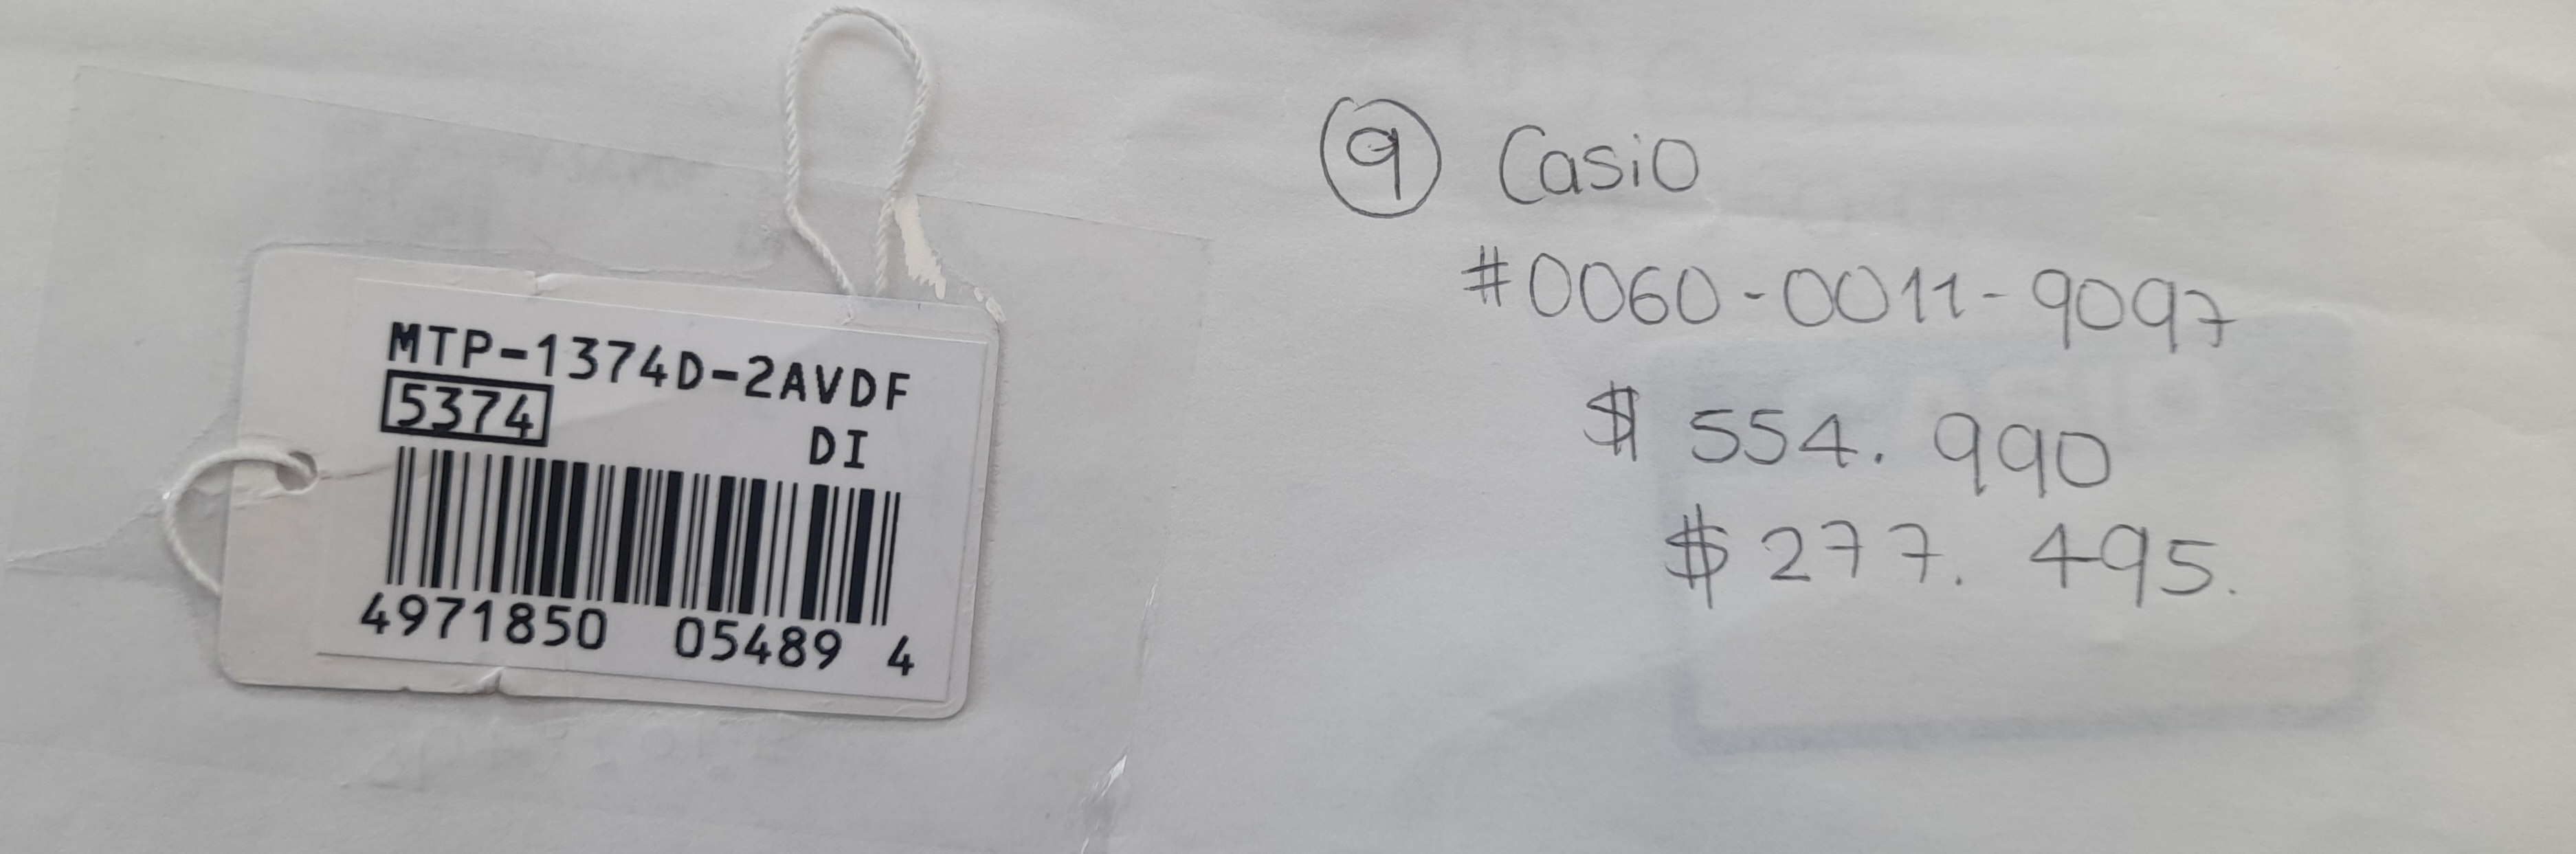 MTP-1374D-2AVDF
5374
DI
4971850 05489 4
9 Casio
#0060-0011-9097
$ 554. 990
$ 277. 495.